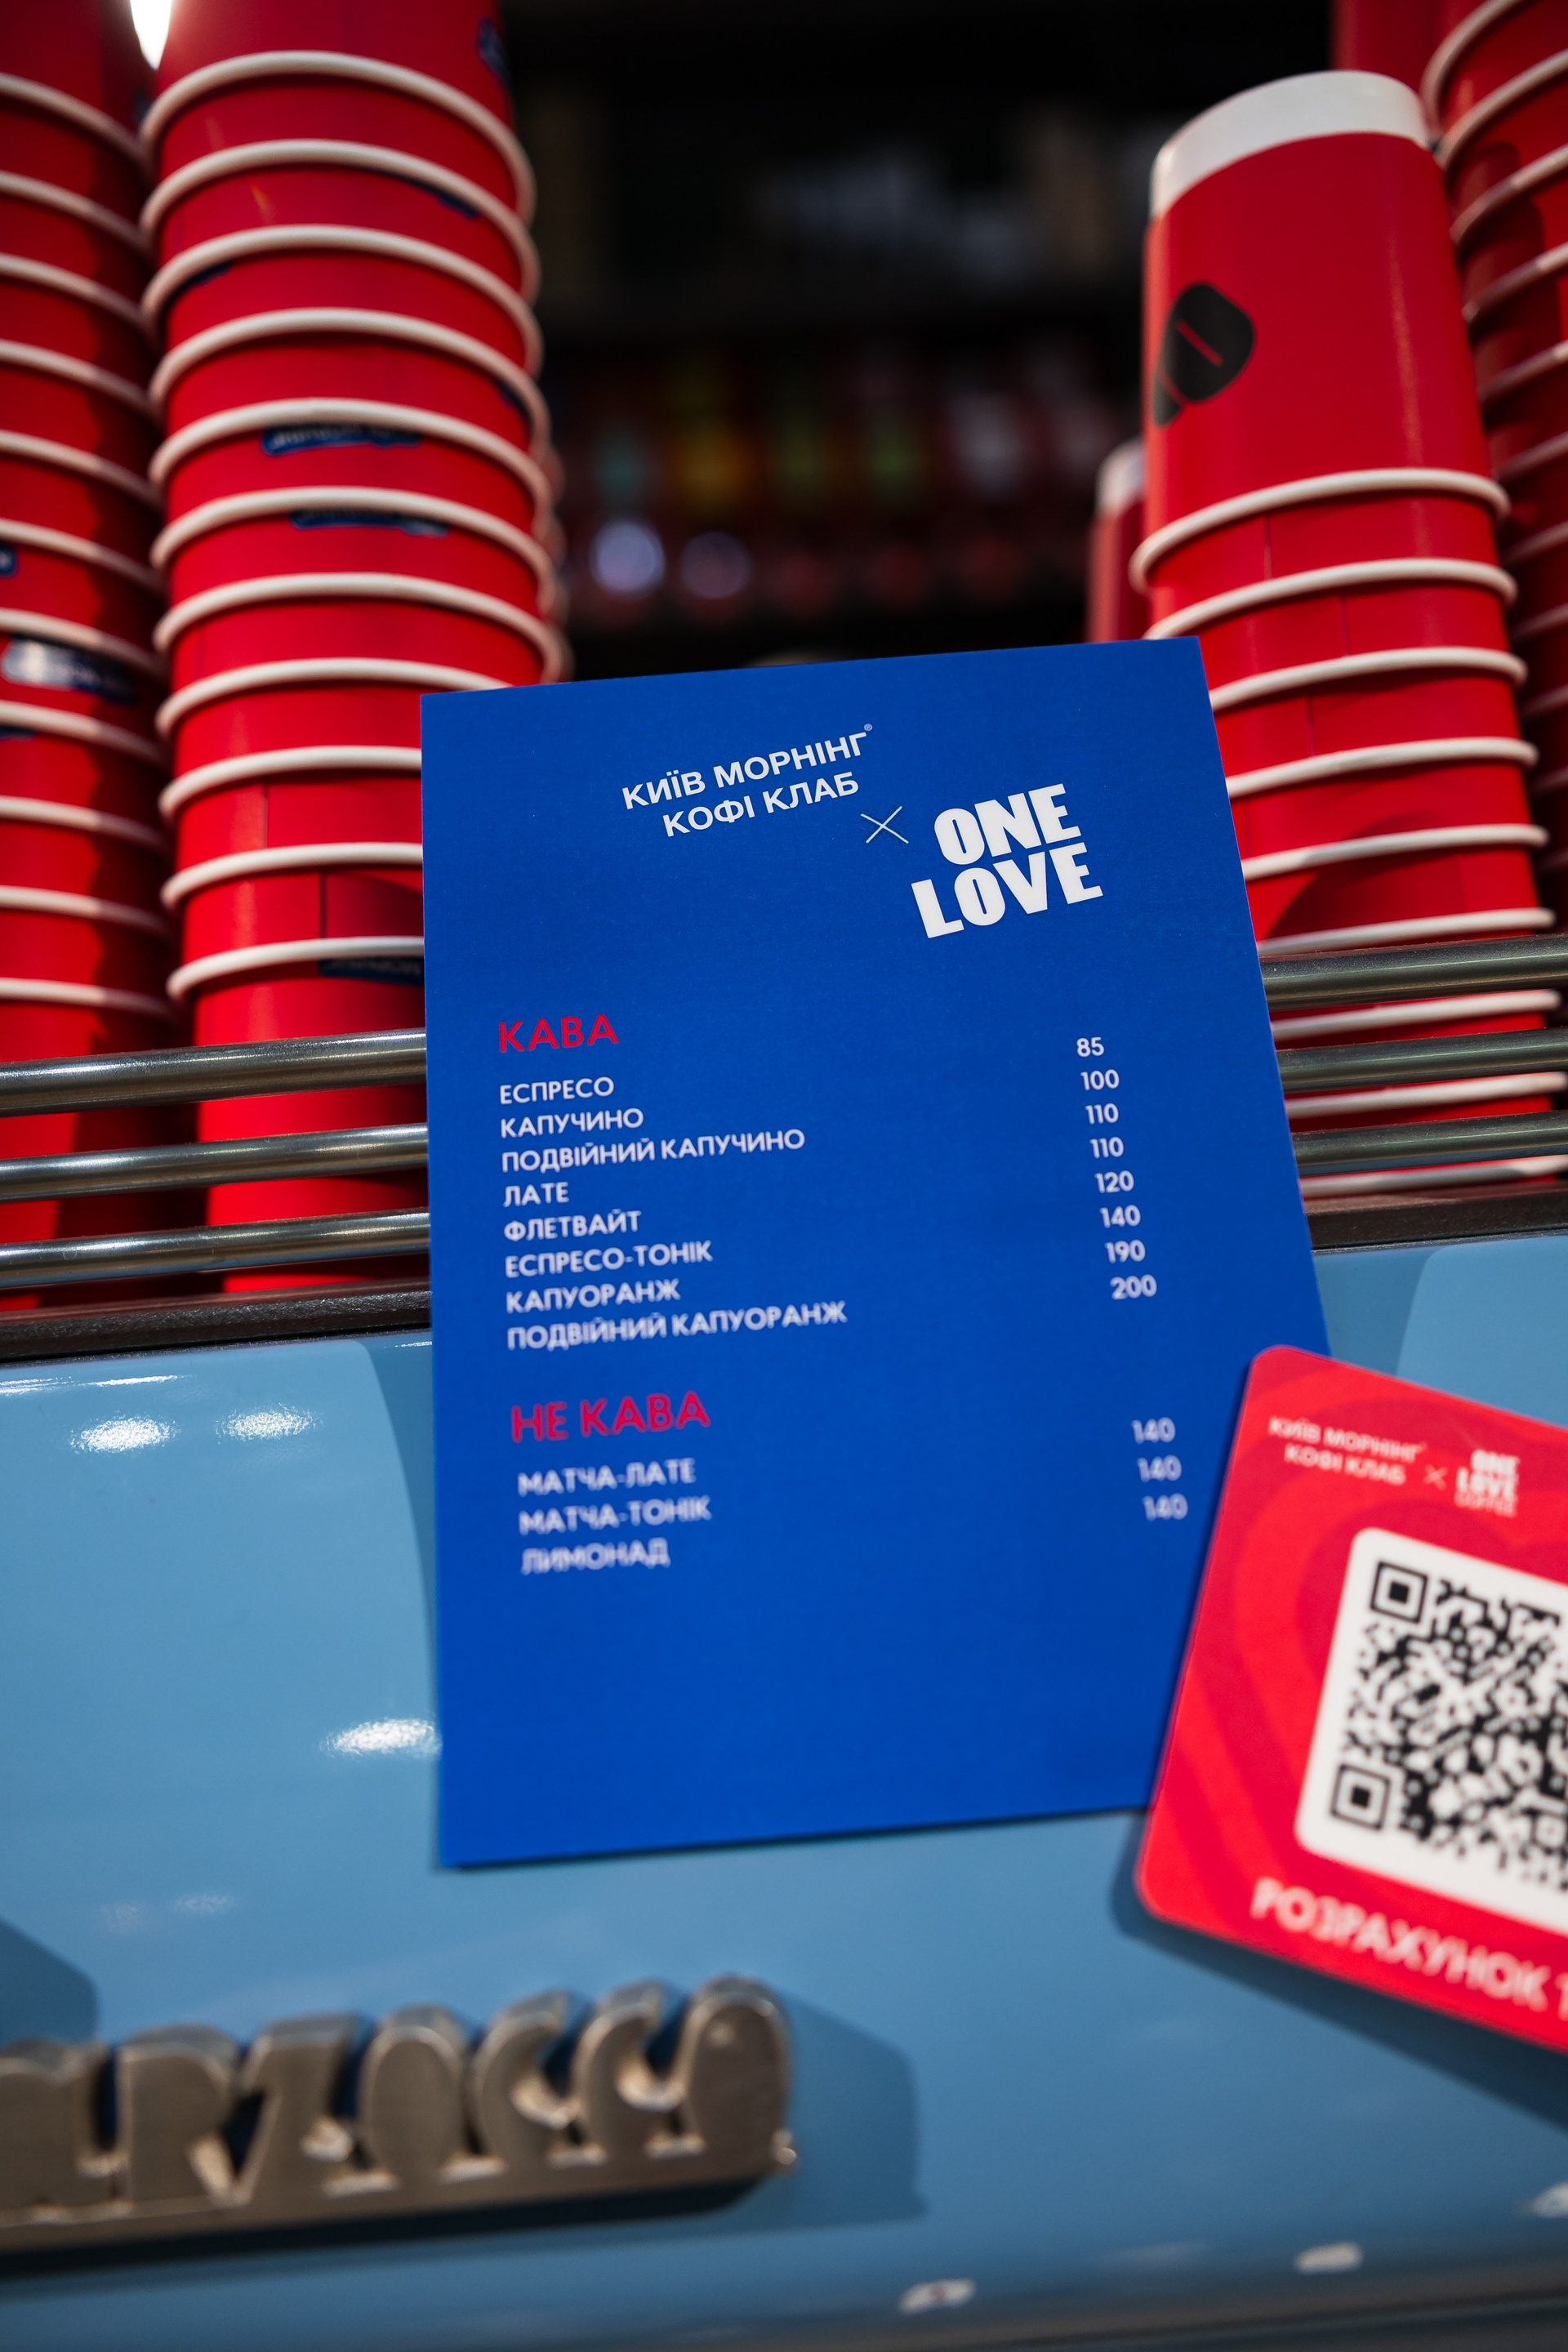 КИЇВ МОРНІНГ®
КОФІ КЛАБ
×
ONE
LOVE
КАВА
ЕСПРЕСО 85
КАПУЧИНО 100
ПОДВІЙНИЙ КАПУЧИНО 110
ЛАТЕ 110
ФЛЕТВАЙТ 120
ЕСПРЕСО-ТОНІК 140
КАПУОРАНЖ 190
ПОДВІЙНИЙ КАПУОРАНЖ 200
НЕ КАВА
МАТЧА-ЛАТЕ 140
МАТЧА-ТОНІК 140
ЛИМОНАД 140
КИЇВ МОРНІНГ
КОФІ КЛАБ × ONE
LOVE
COFFEE
РОЗРАХУНОК
RZOCCO